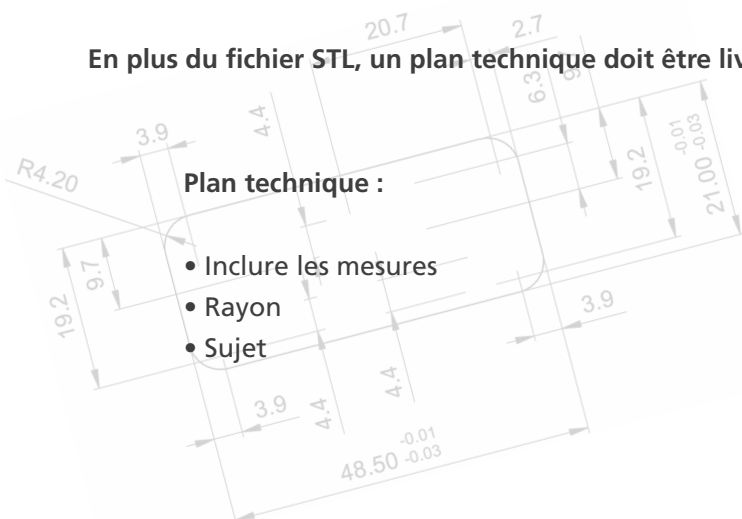 20.7
2.7
En plus du fichier STL, un plan technique doit être
6.3
4.4
3.9
-0.01
21.00 -0.03
19.2
R4.20
Plan technique :
9.7
19.2
• Inclure les mesures
• Rayon
• Sujet
3.9
4.4
3.9
4.4
-0.01
48.50 -0.03